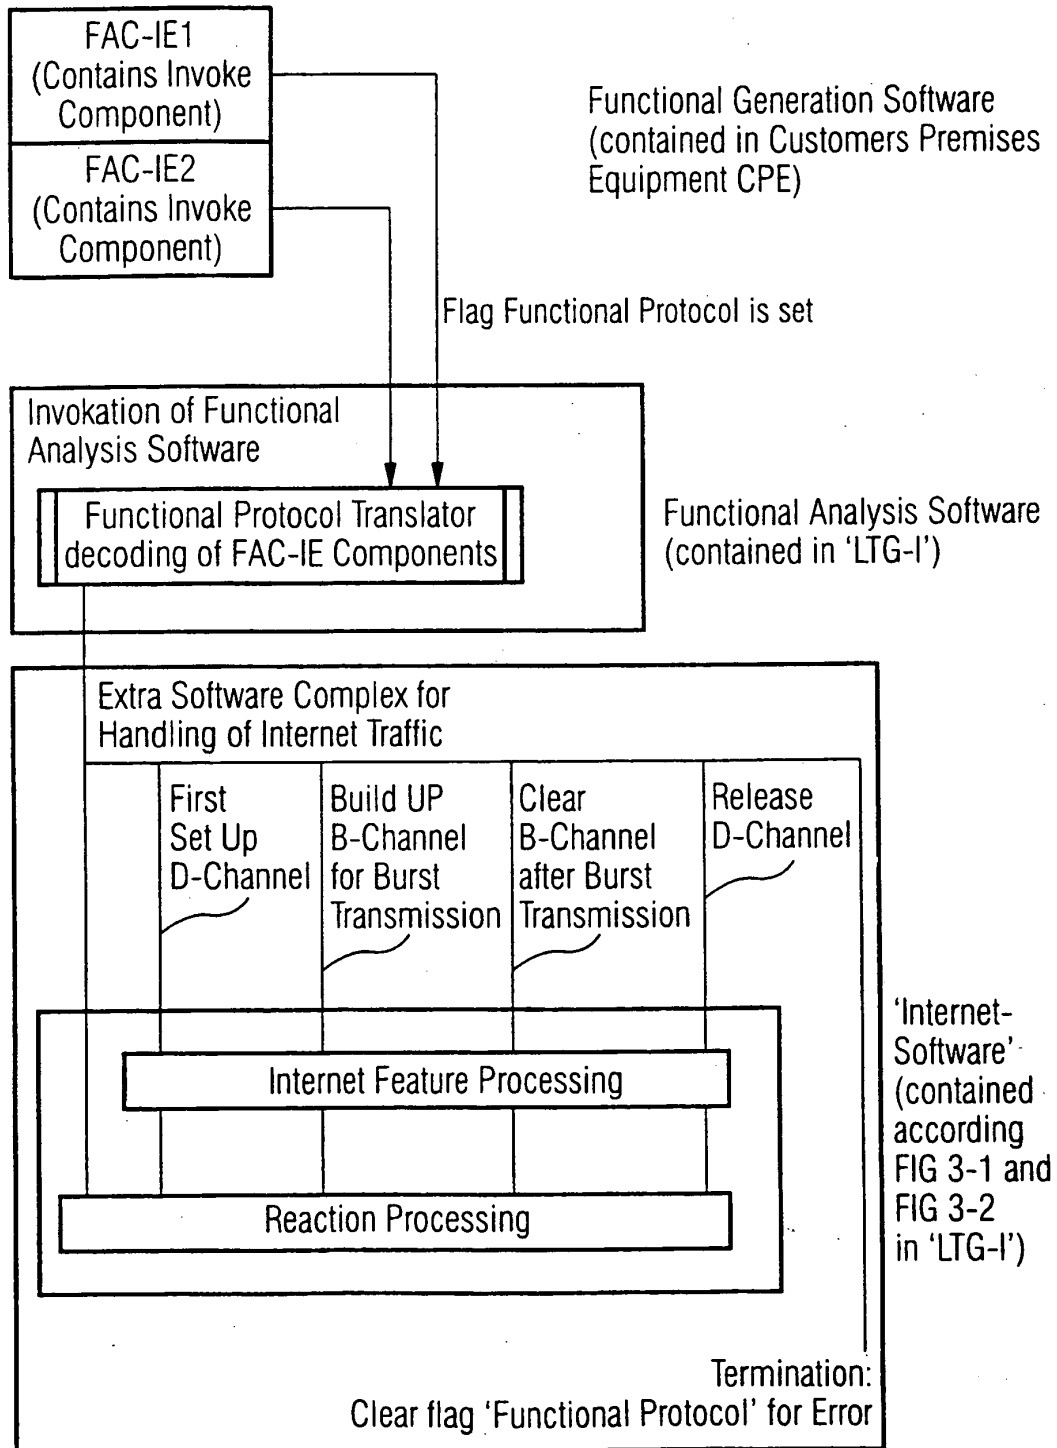 FAC-IE1
(Contains Invoke
Component)
FAC-IE2
(Contains Invoke
Component)
Functional Generation Software
(contained in Customers Premises
Equipment CPE)
Flag Functional Protocol is set
Invokation of Functional
Analysis Software
Functional Protocol Translator
decoding of FAC-IE Components
Functional Analysis Software
(contained in 'LTG-I')
Extra Software Complex for
Handling of Internet Traffic
First
Set Up
D-Channel
Build UP
B-Channel
for Burst
Transmission
Clear
B-Channel
after Burst
Transmission
Release
D-Channel
Internet Feature Processing
Reaction Processing
'Internet-
Software'
(contained
according
FIG 3-1 and
FIG 3-2
in 'LTG-I')
Termination:
Clear flag 'Functional Protocol' for Error